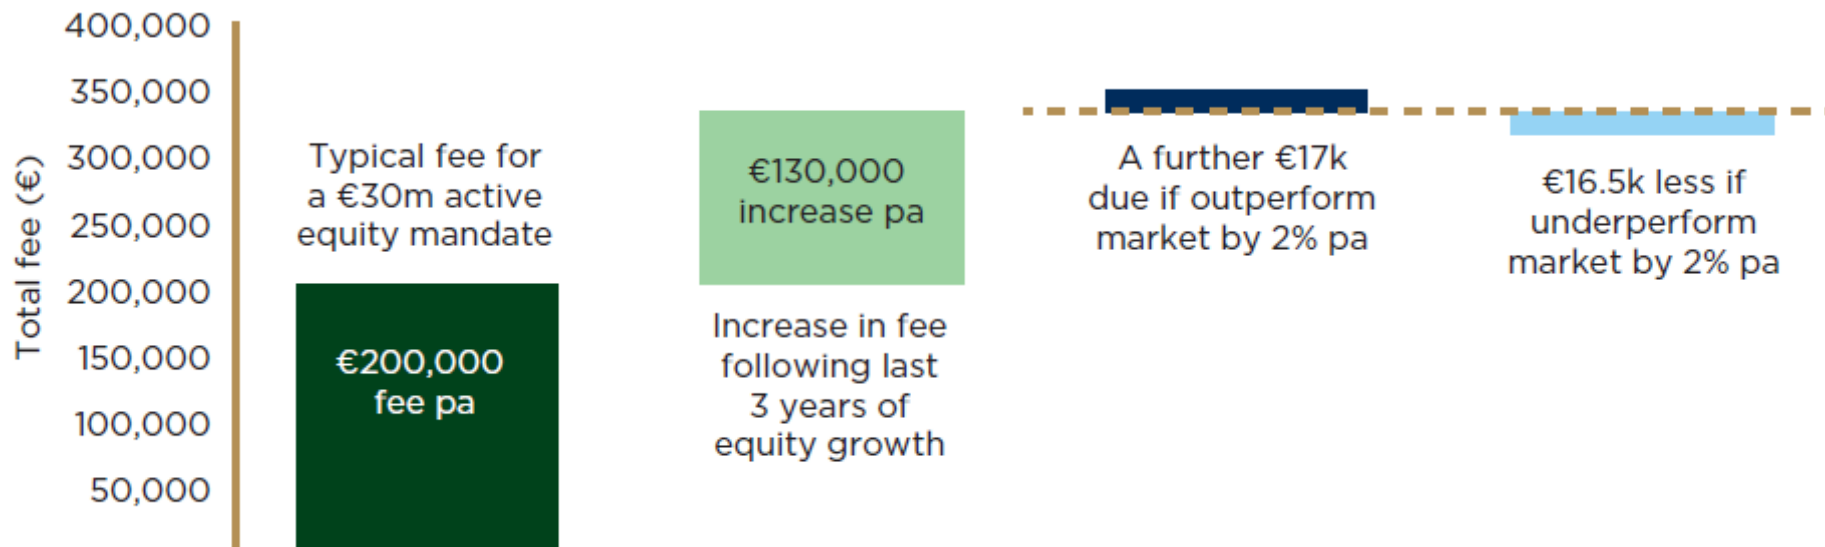 Total fee (€)
400,000
350,000
300,000
250,000
200,000
150,000
100,000
50,000
Typical fee for
a €30m active
equity mandate
€200,000
fee pa
€130,000
increase pa
Increase in fee
following last
3 years of
equity growth
A further €17k
due if outperform
market by 2% pa
€16.5k less if
underperform
market by 2% pa